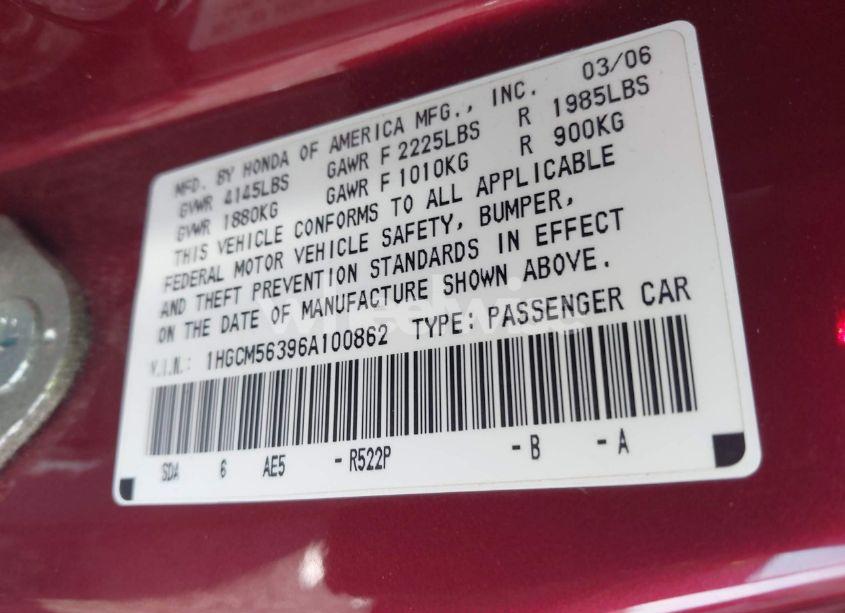 03/06
MFD. BY HONDA OF AMERICA MFG., INC.
GVWR 4145LBS GAWR F 2225LBS R 1985LBS
GVWR 1880KG GAWR F 1010KG R 900KG
THIS VEHICLE CONFORMS TO ALL APPLICABLE
FEDERAL MOTOR VEHICLE SAFETY, BUMPER,
AND THEFT PREVENTION STANDARDS IN EFFECT
ON THE DATE OF MANUFACTURE SHOWN ABOVE.
V.I.N.: 1HGCM56396A100862 TYPE: PASSENGER CAR
SDA 6 AE5 - R522P - B - A